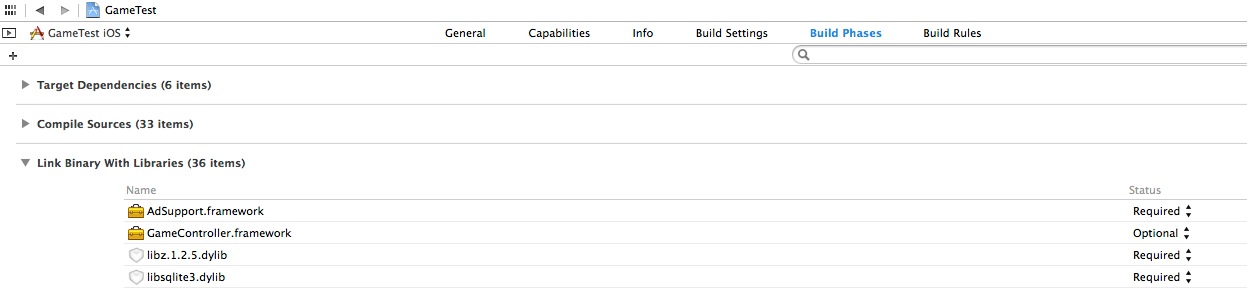 GameTest
GameTest iOS General Capabilities Info Build Settings Build Phases Build Rules
+
Target Dependencies (6 items)
Compile Sources (33 items)
Link Binary With Libraries (36 items)
Name Status
AdSupport.framework Required
GameController.framework Optional
libz.1.2.5.dylib Required
libsqlite3.dylib Required